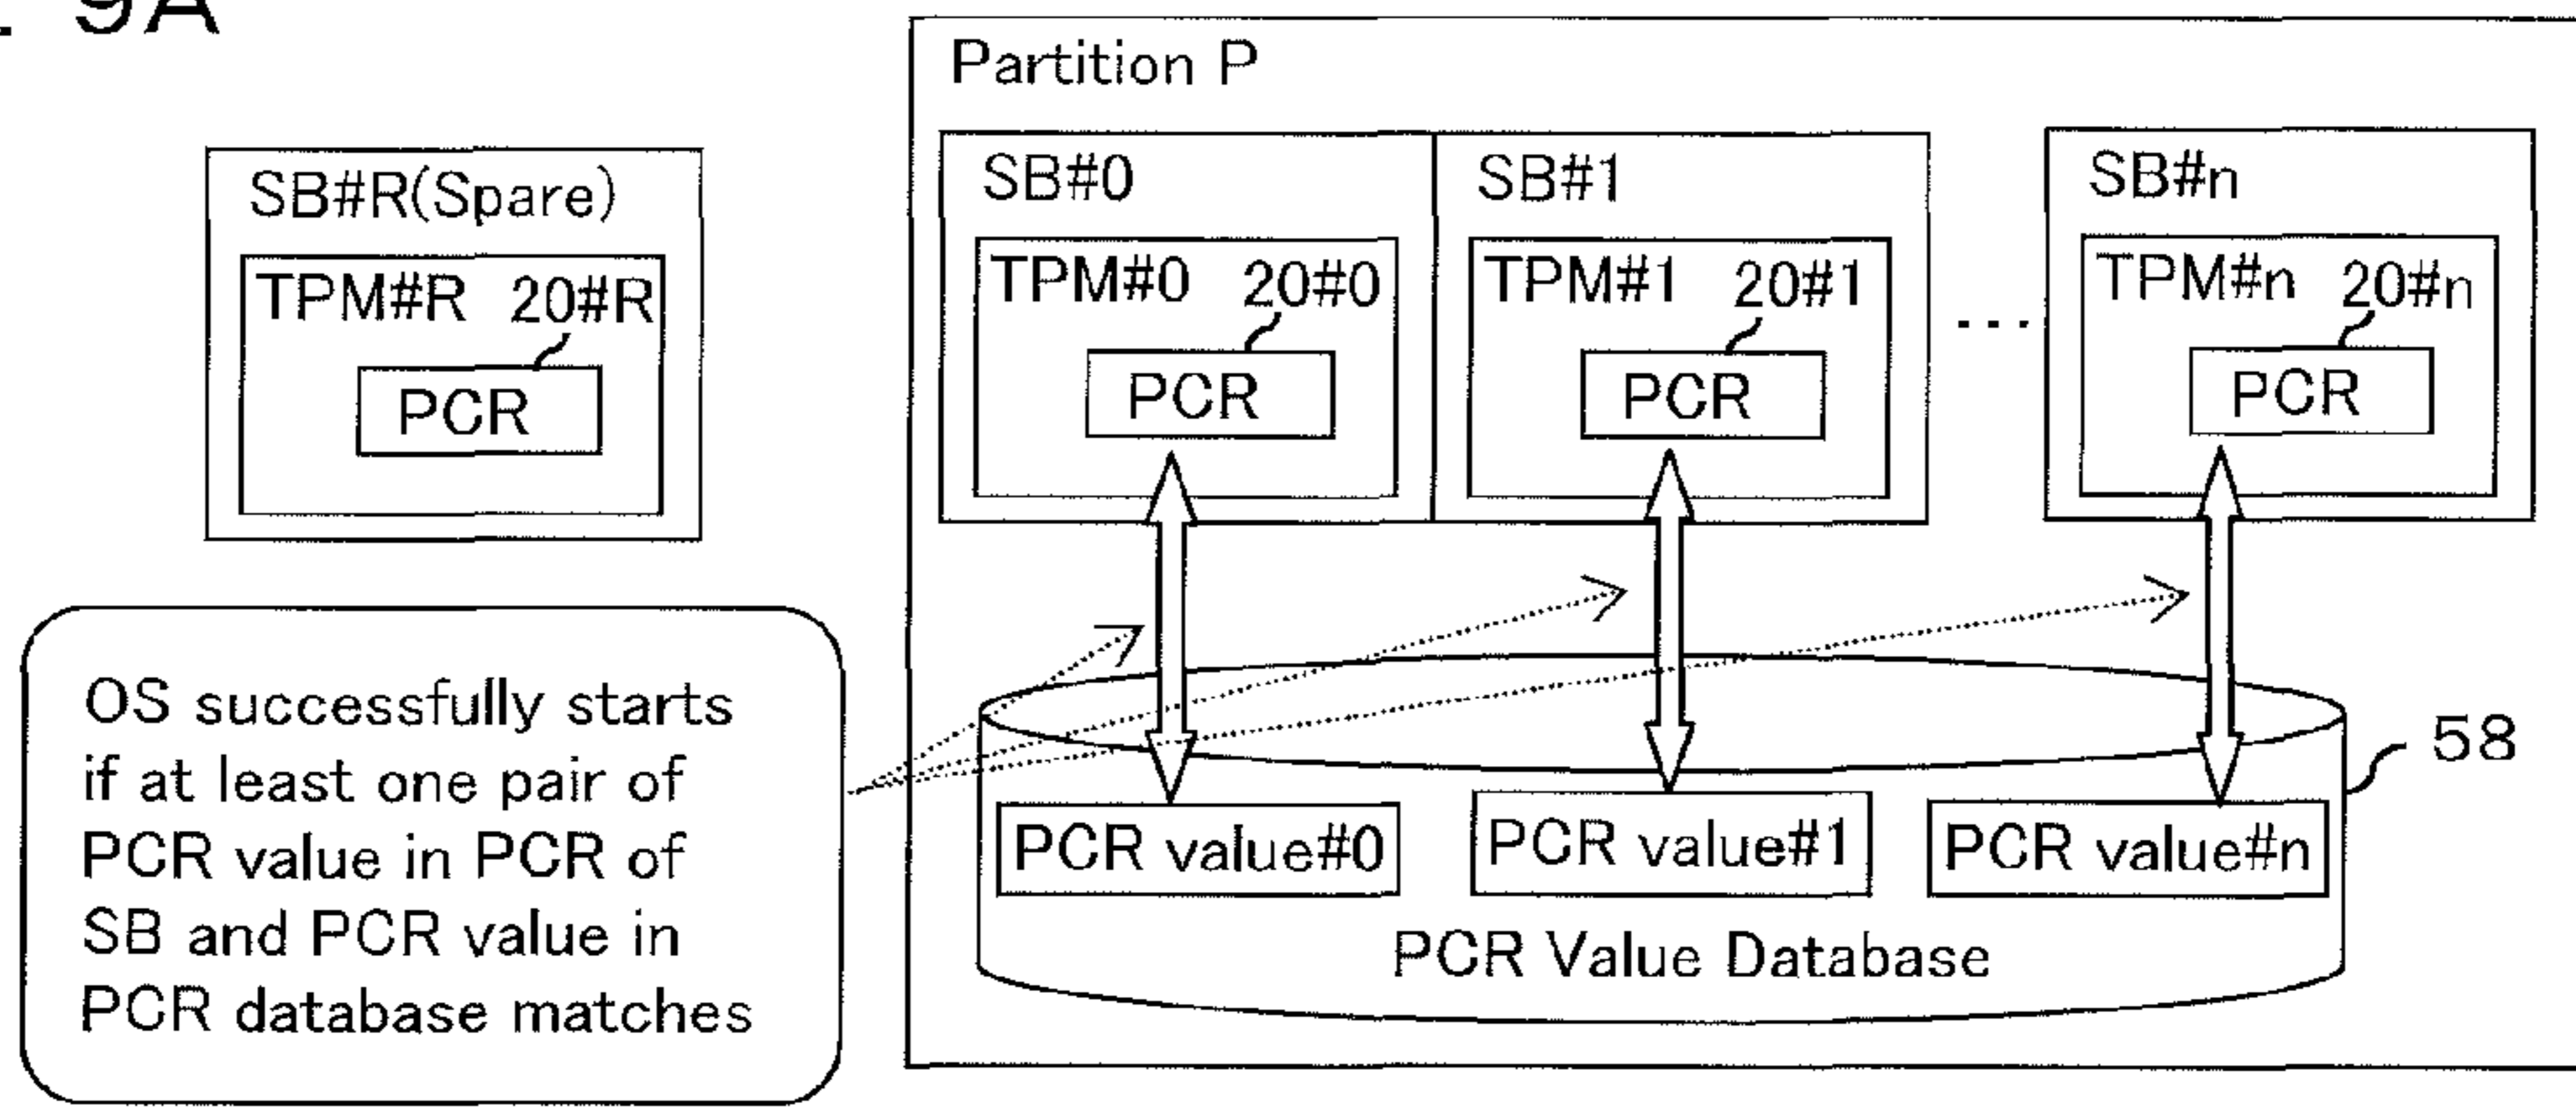 9A
Partition P
SB#R(Spare)
TPM#R 20#R
PCR
SB#0
TPM#0 20#0
PCR
SB#1
TPM#1 20#1
PCR
...
SB#n
TPM#n 20#n
PCR
OS successfully starts
if at least one pair of
PCR value in PCR of
SB and PCR value in
PCR database matches
58
PCR value#0
PCR value#1
PCR value#n
PCR Value Database